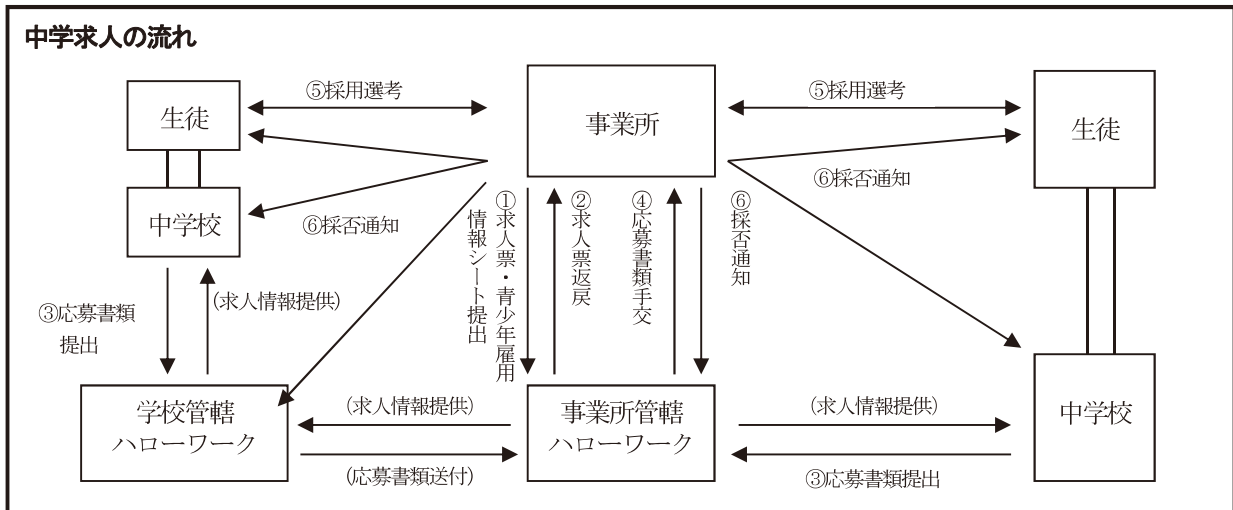 中学求人の流れ
生徒
⑤採用選考
事業所
⑤採用選考
生徒
中学校
⑥採否通知
⑥採否通知
①求人票・青少年雇用
情報シート提出
②求人票返戻
④応募書類手交
⑥採否通知
③応募書類
提出
(求人情報提供)
学校管轄
ハローワーク
(求人情報提供)
(応募書類送付)
事業所管轄
ハローワーク
(求人情報提供)
③応募書類提出
中学校